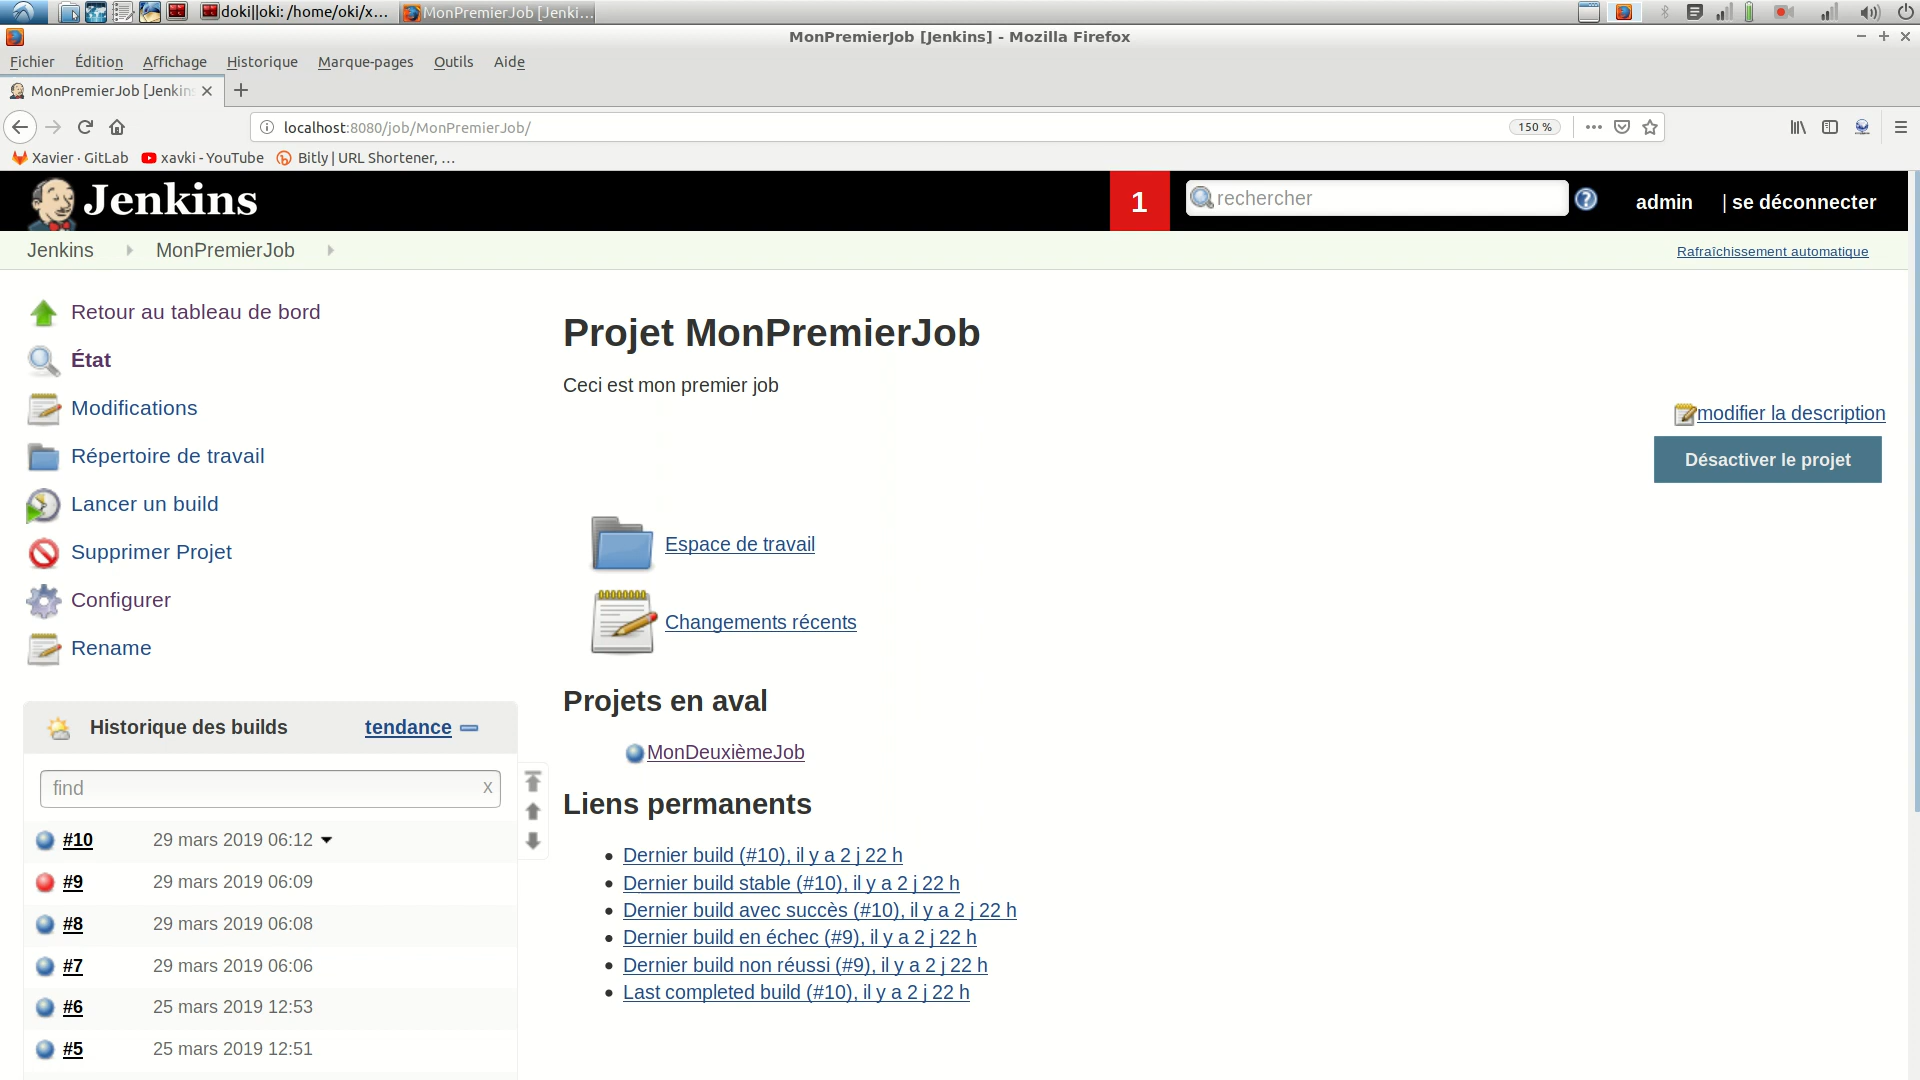 doki||oki: /home/oki/x...
MonPremierJob [Jenki...
MonPremierJob [Jenkins] - Mozilla Firefox
Fichier Édition Affichage Historique Marque-pages Outils Aide
MonPremierJob [Jenkins
localhost:8080/job/MonPremierJob/
150 %
Xavier · GitLab
xavki - YouTube
Bitly | URL Shortener, ...
Jenkins
1
rechercher
admin
| se déconnecter
Jenkins
MonPremierJob
Rafraîchissement automatique
Retour au tableau de bord
État
Modifications
Répertoire de travail
Lancer un build
Supprimer Projet
Configurer
Rename
Historique des builds
tendance
find
x
#10 29 mars 2019 06:12
#9 29 mars 2019 06:09
#8 29 mars 2019 06:08
#7 29 mars 2019 06:06
#6 25 mars 2019 12:53
#5 25 mars 2019 12:51
Projet MonPremierJob
Ceci est mon premier job
modifier la description
Désactiver le projet
Espace de travail
Changements récents
Projets en aval
MonDeuxièmeJob
Liens permanents
Dernier build (#10), il y a 2 j 22 h
Dernier build stable (#10), il y a 2 j 22 h
Dernier build avec succès (#10), il y a 2 j 22 h
Dernier build en échec (#9), il y a 2 j 22 h
Dernier build non réussi (#9), il y a 2 j 22 h
Last completed build (#10), il y a 2 j 22 h